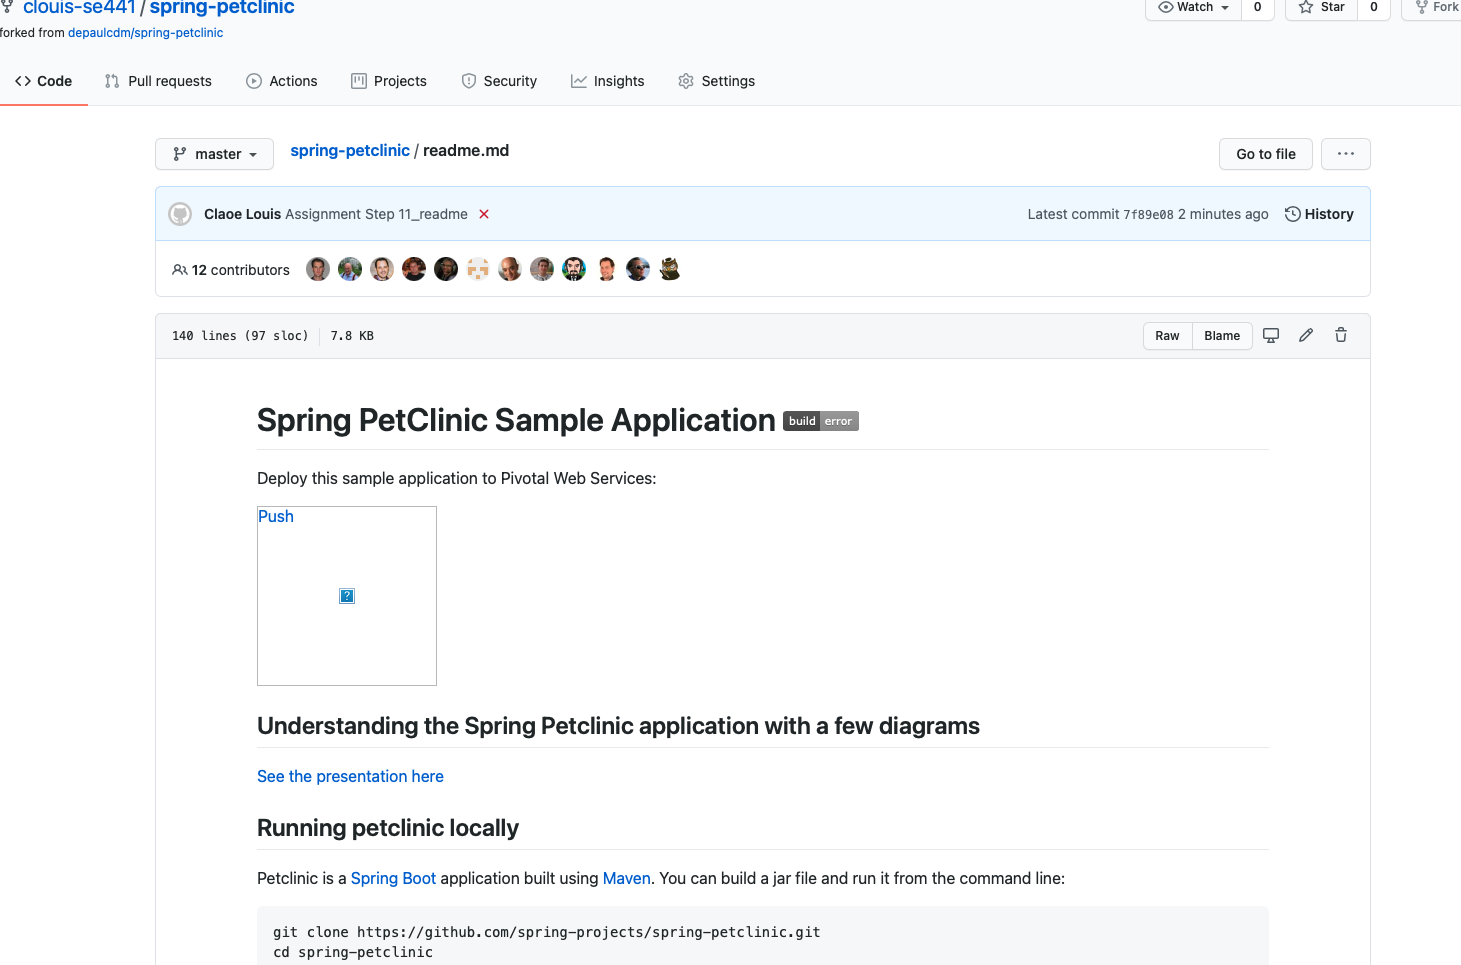 clouis-se441 / spring-petclinic
Watch 0 Star 0 Fork
forked from depaulcdm/spring-petclinic
Code Pull requests Actions Projects Security Insights Settings
master spring-petclinic / readme.md Go to file ...
Claoe Louis Assignment Step 11_readme Latest commit 7f89e08 2 minutes ago History
12 contributors
140 lines (97 sloc) 7.8 KB Raw Blame
Spring PetClinic Sample Application build error
Deploy this sample application to Pivotal Web Services:
Push
?
Understanding the Spring Petclinic application with a few diagrams
See the presentation here
Running petclinic locally
Petclinic is a Spring Boot application built using Maven. You can build a jar file and run it from the command line:
git clone https://github.com/spring-projects/spring-petclinic.git
cd spring-petclinic